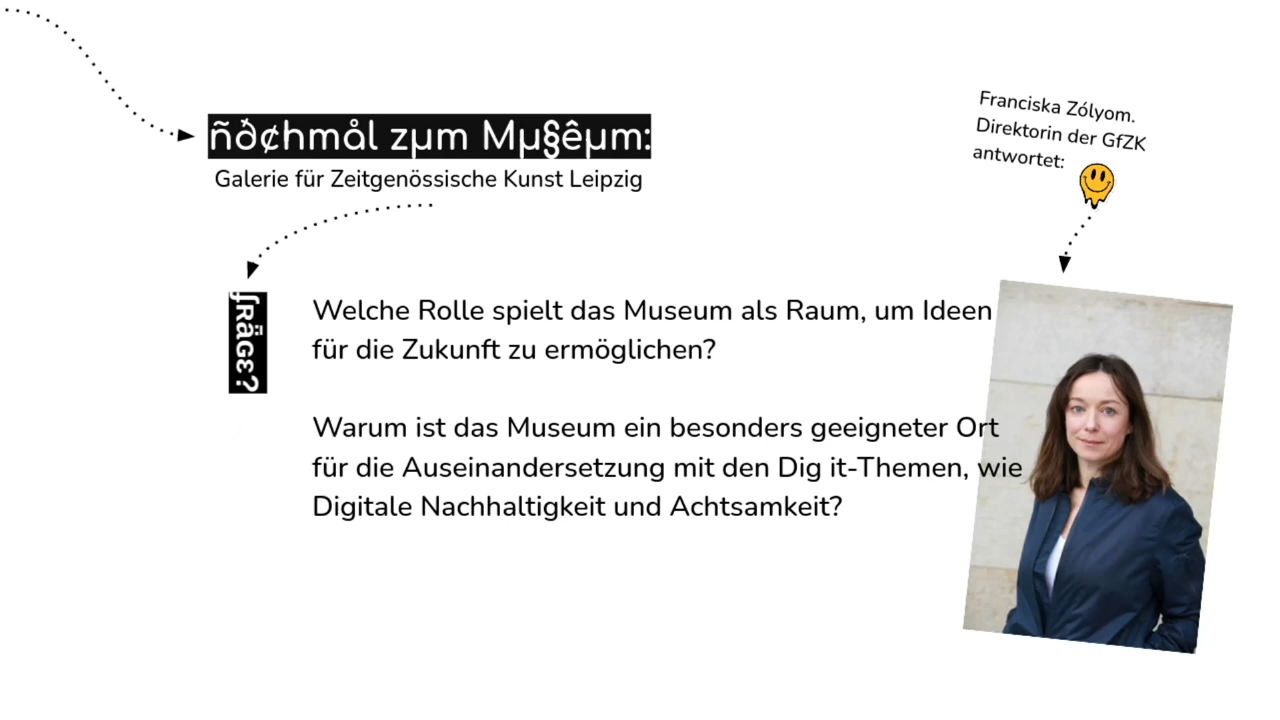 ñð¢hmål zµm Mµ§êµm:
Galerie für Zeitgenössische Kunst Leipzig
Franciska Zólyom.
Direktorin der GfZK
antwortet:
ʃRäGε?
Welche Rolle spielt das Museum als Raum, um Ideen
für die Zukunft zu ermöglichen?
Warum ist das Museum ein besonders geeigneter Ort
für die Auseinandersetzung mit den Dig it-Themen, wie
Digitale Nachhaltigkeit und Achtsamkeit?